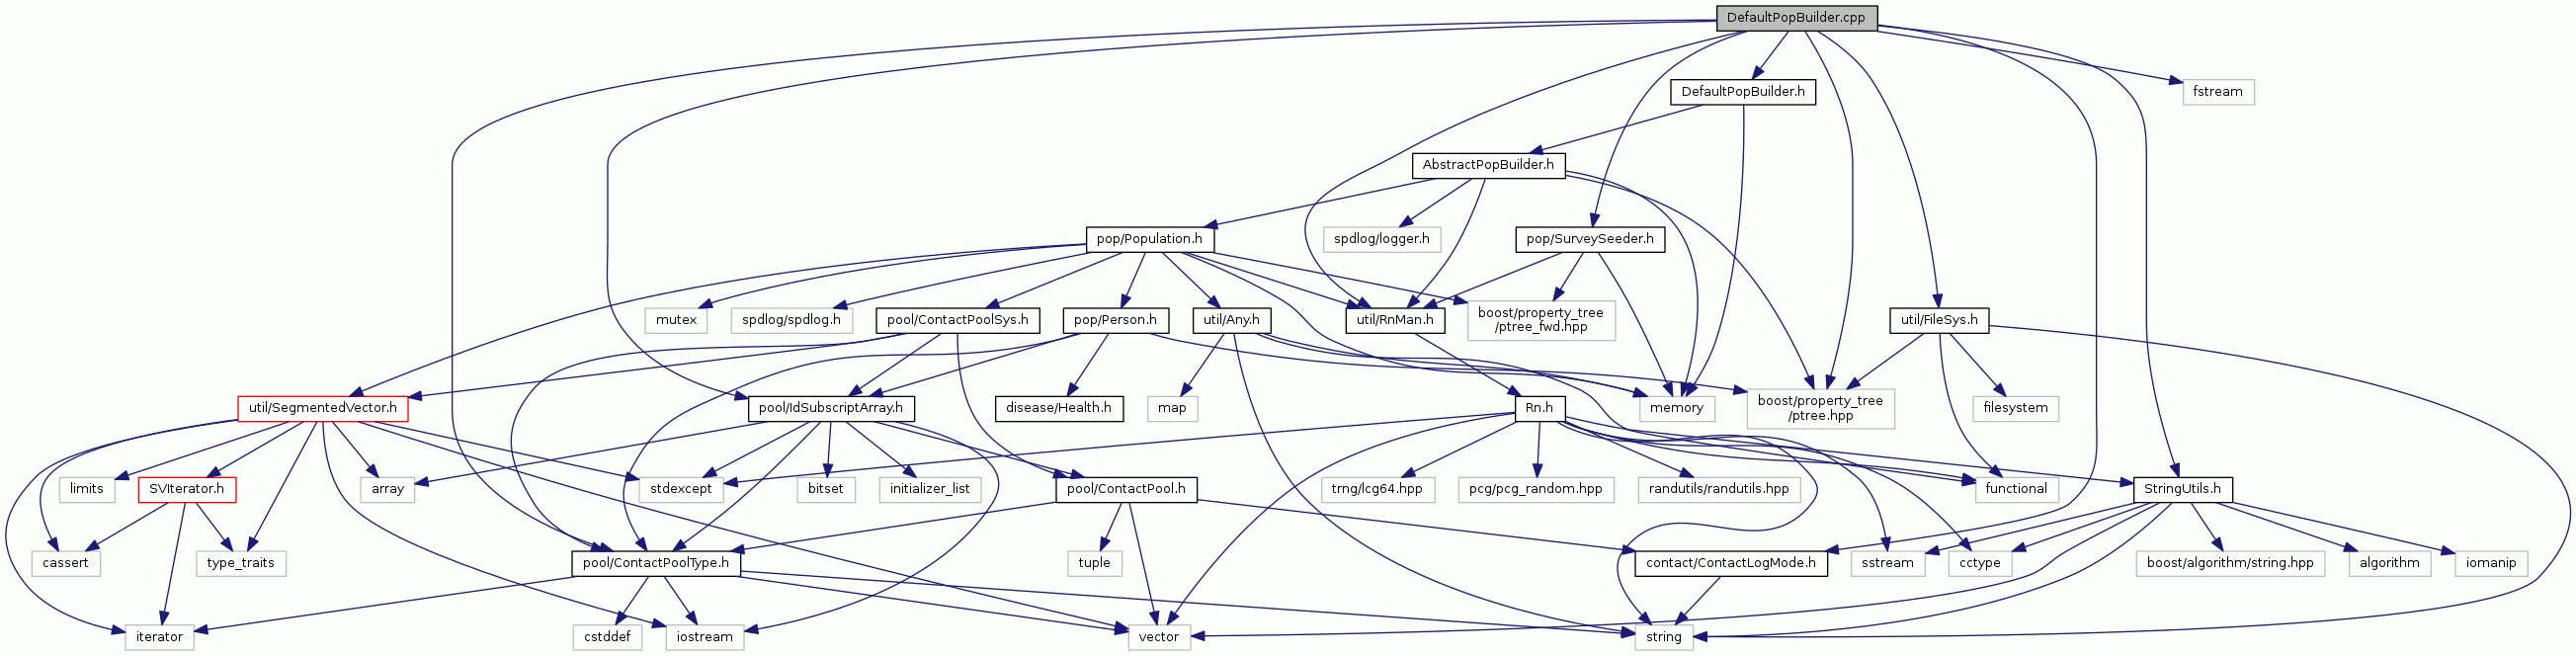 DefaultPopBuilder.cpp
DefaultPopBuilder.h
fstream
AbstractPopBuilder.h
pop/Population.h
spdlog/logger.h
pop/SurveySeeder.h
mutex
spdlog/spdlog.h
pool/ContactPoolSys.h
pop/Person.h
util/Any.h
util/RnMan.h
boost/property_tree
/ptree_fwd.hpp
util/FileSys.h
util/SegmentedVector.h
pool/IdSubscriptArray.h
disease/Health.h
map
Rn.h
memory
boost/property_tree
/ptree.hpp
filesystem
limits
SVIterator.h
array
stdexcept
bitset
initializer_list
pool/ContactPool.h
trng/lcg64.hpp
pcg/pcg_random.hpp
randutils/randutils.hpp
functional
StringUtils.h
cassert
type_traits
pool/ContactPoolType.h
tuple
contact/ContactLogMode.h
sstream
cctype
boost/algorithm/string.hpp
algorithm
iomanip
iterator
cstddef
iostream
vector
string